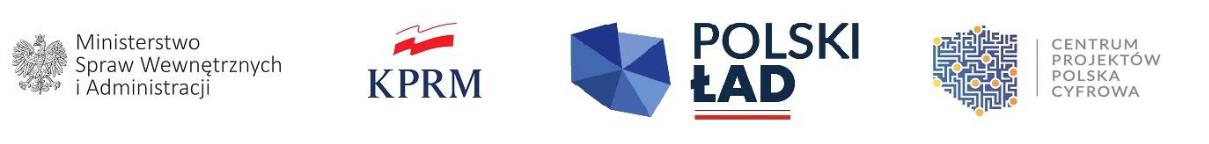 Ministerstwo
Spraw Wewnętrznych
i Administracji
KPRM
POLSKI
ŁAD
CENTRUM
PROJEKTÓW
POLSKA
CYFROWA